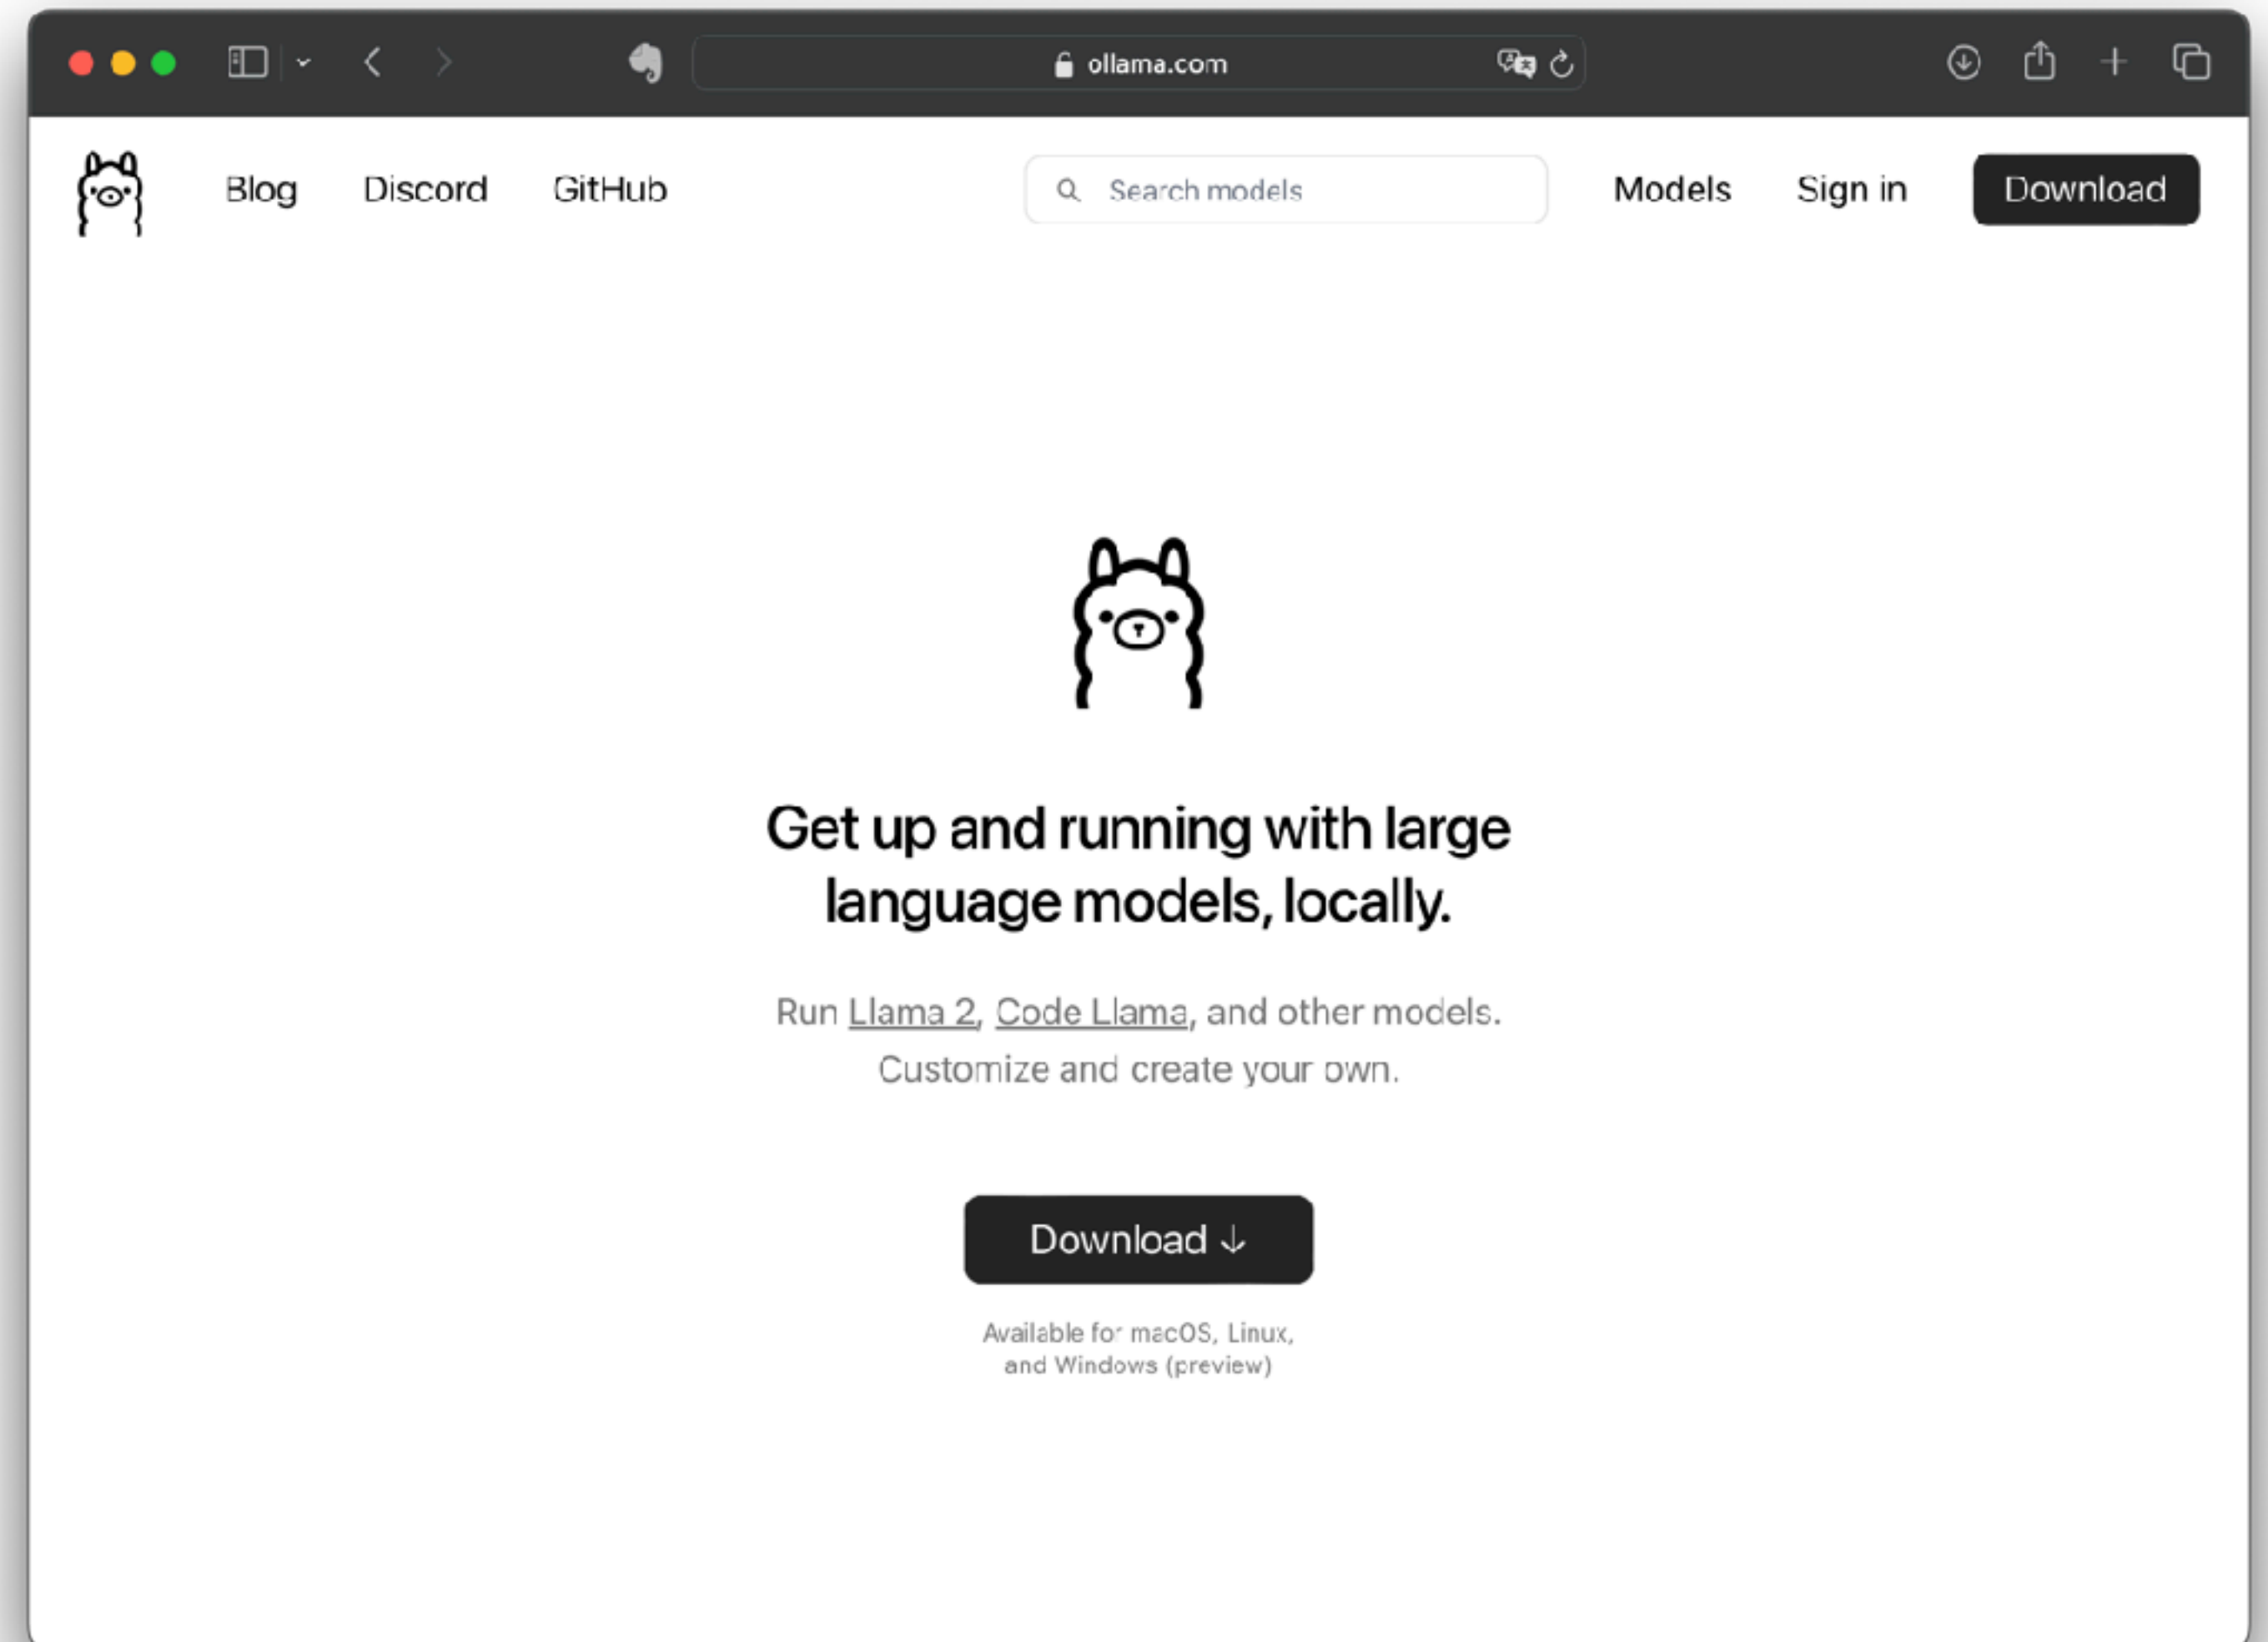 ollama.com
Blog Discord GitHub Search models Models Sign in Download
Get up and running with large
language models, locally.
Run Llama 2, Code Llama, and other models.
Customize and create your own.
Download ↓
Available for macOS, Linux,
and Windows (preview)